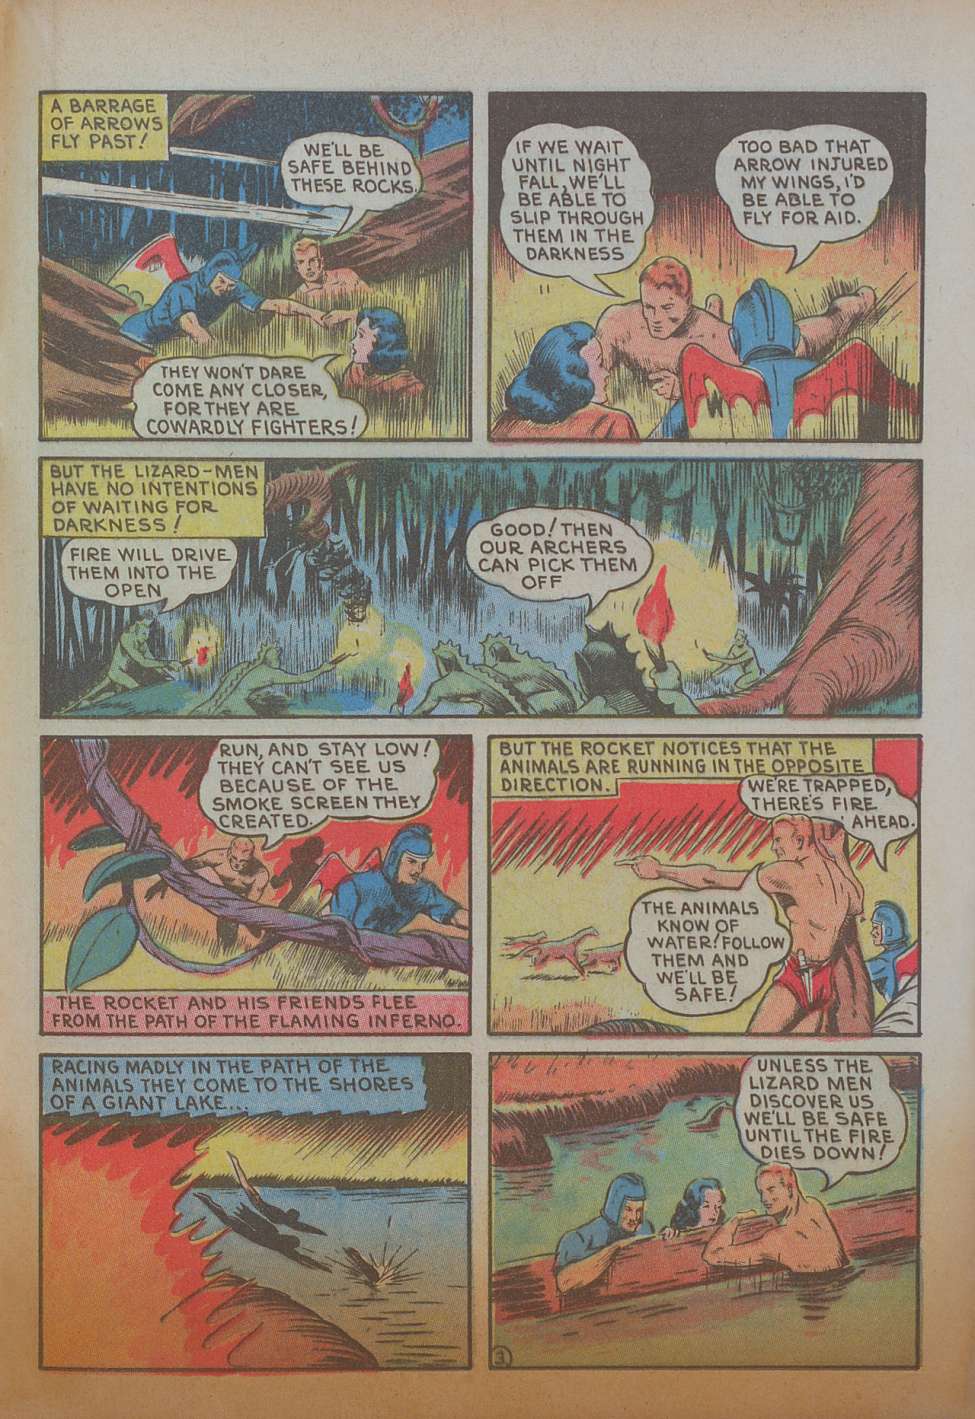 A BARRAGE
OF ARROWS
FLY PAST!
WE'LL BE
SAFE BEHIND
THESE ROCKS.
THEY WON'T DARE
COME ANY CLOSER,
FOR THEY ARE
COWARDLY FIGHTERS!
IF WE WAIT
UNTIL NIGHT
FALL, WE'LL
BE ABLE TO
SLIP THROUGH
THEM IN THE
DARKNESS
TOO BAD THAT
ARROW INJURED
MY WINGS, I'D
BE ABLE TO
FLY FOR AID.
BUT THE LIZARD-MEN
HAVE NO INTENTIONS
OF WAITING FOR
DARKNESS!
FIRE WILL DRIVE
THEM INTO THE
OPEN
GOOD! THEN
OUR ARCHERS
CAN PICK THEM
OFF
RUN, AND STAY LOW!
THEY CAN'T SEE US
BECAUSE OF THE
SMOKE SCREEN THEY
CREATED.
THE ROCKET AND HIS FRIENDS FLEE
FROM THE PATH OF THE FLAMING INFERNO.
BUT THE ROCKET NOTICES THAT THE
ANIMALS ARE RUNNING IN THE OPPOSITE
DIRECTION.
WE'RE TRAPPED,
THERE'S FIRE
AHEAD.
THE ANIMALS
KNOW OF
WATER! FOLLOW
THEM AND
WE'LL BE
SAFE!
RACING MADLY IN THE PATH OF THE
ANIMALS THEY COME TO THE SHORES
OF A GIANT LAKE...
UNLESS THE
LIZARD MEN
DISCOVER US
WE'LL BE SAFE
UNTIL THE FIRE
DIES DOWN!
3